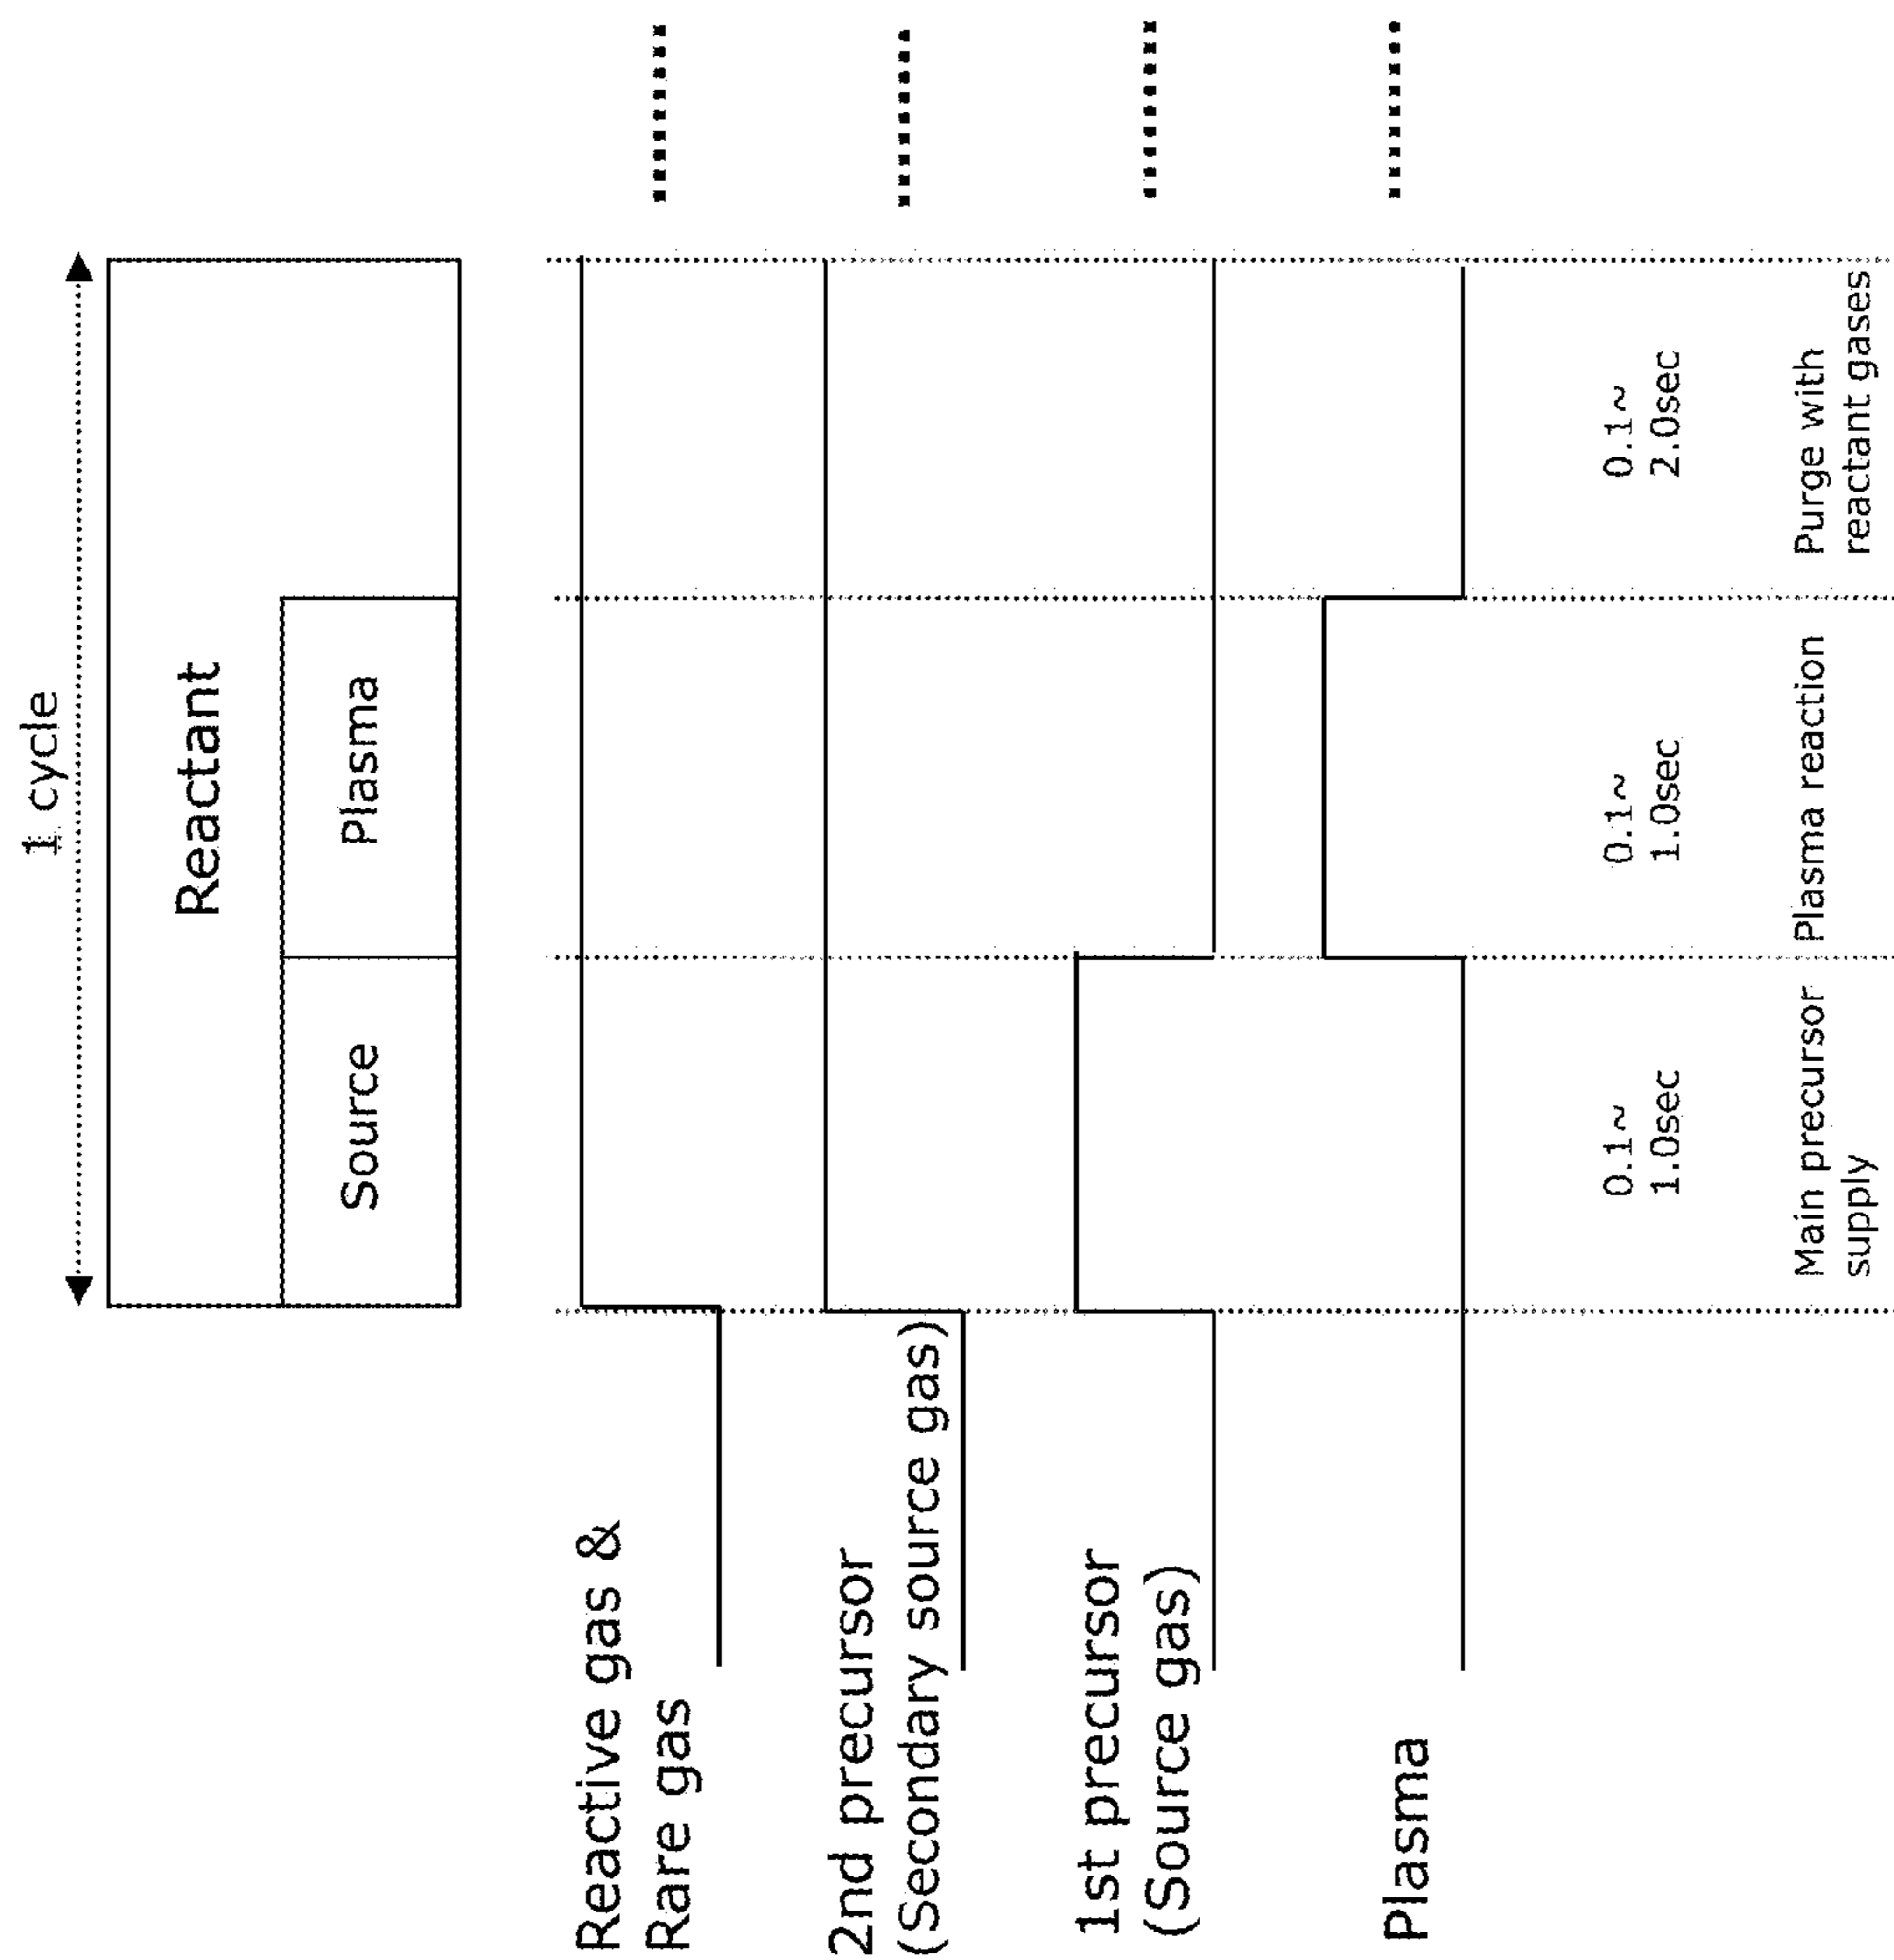 1 cycle
Reactant
Source
Plasma
Reactive gas &
Rare gas
2nd precursor
(Secondary source gas)
1st precursor
(Source gas)
Plasma
0.1~
1.0sec
0.1~
1.0sec
0.1~
2.0sec
Main precursor
supply
Plasma reaction
Purge with
reactant gases